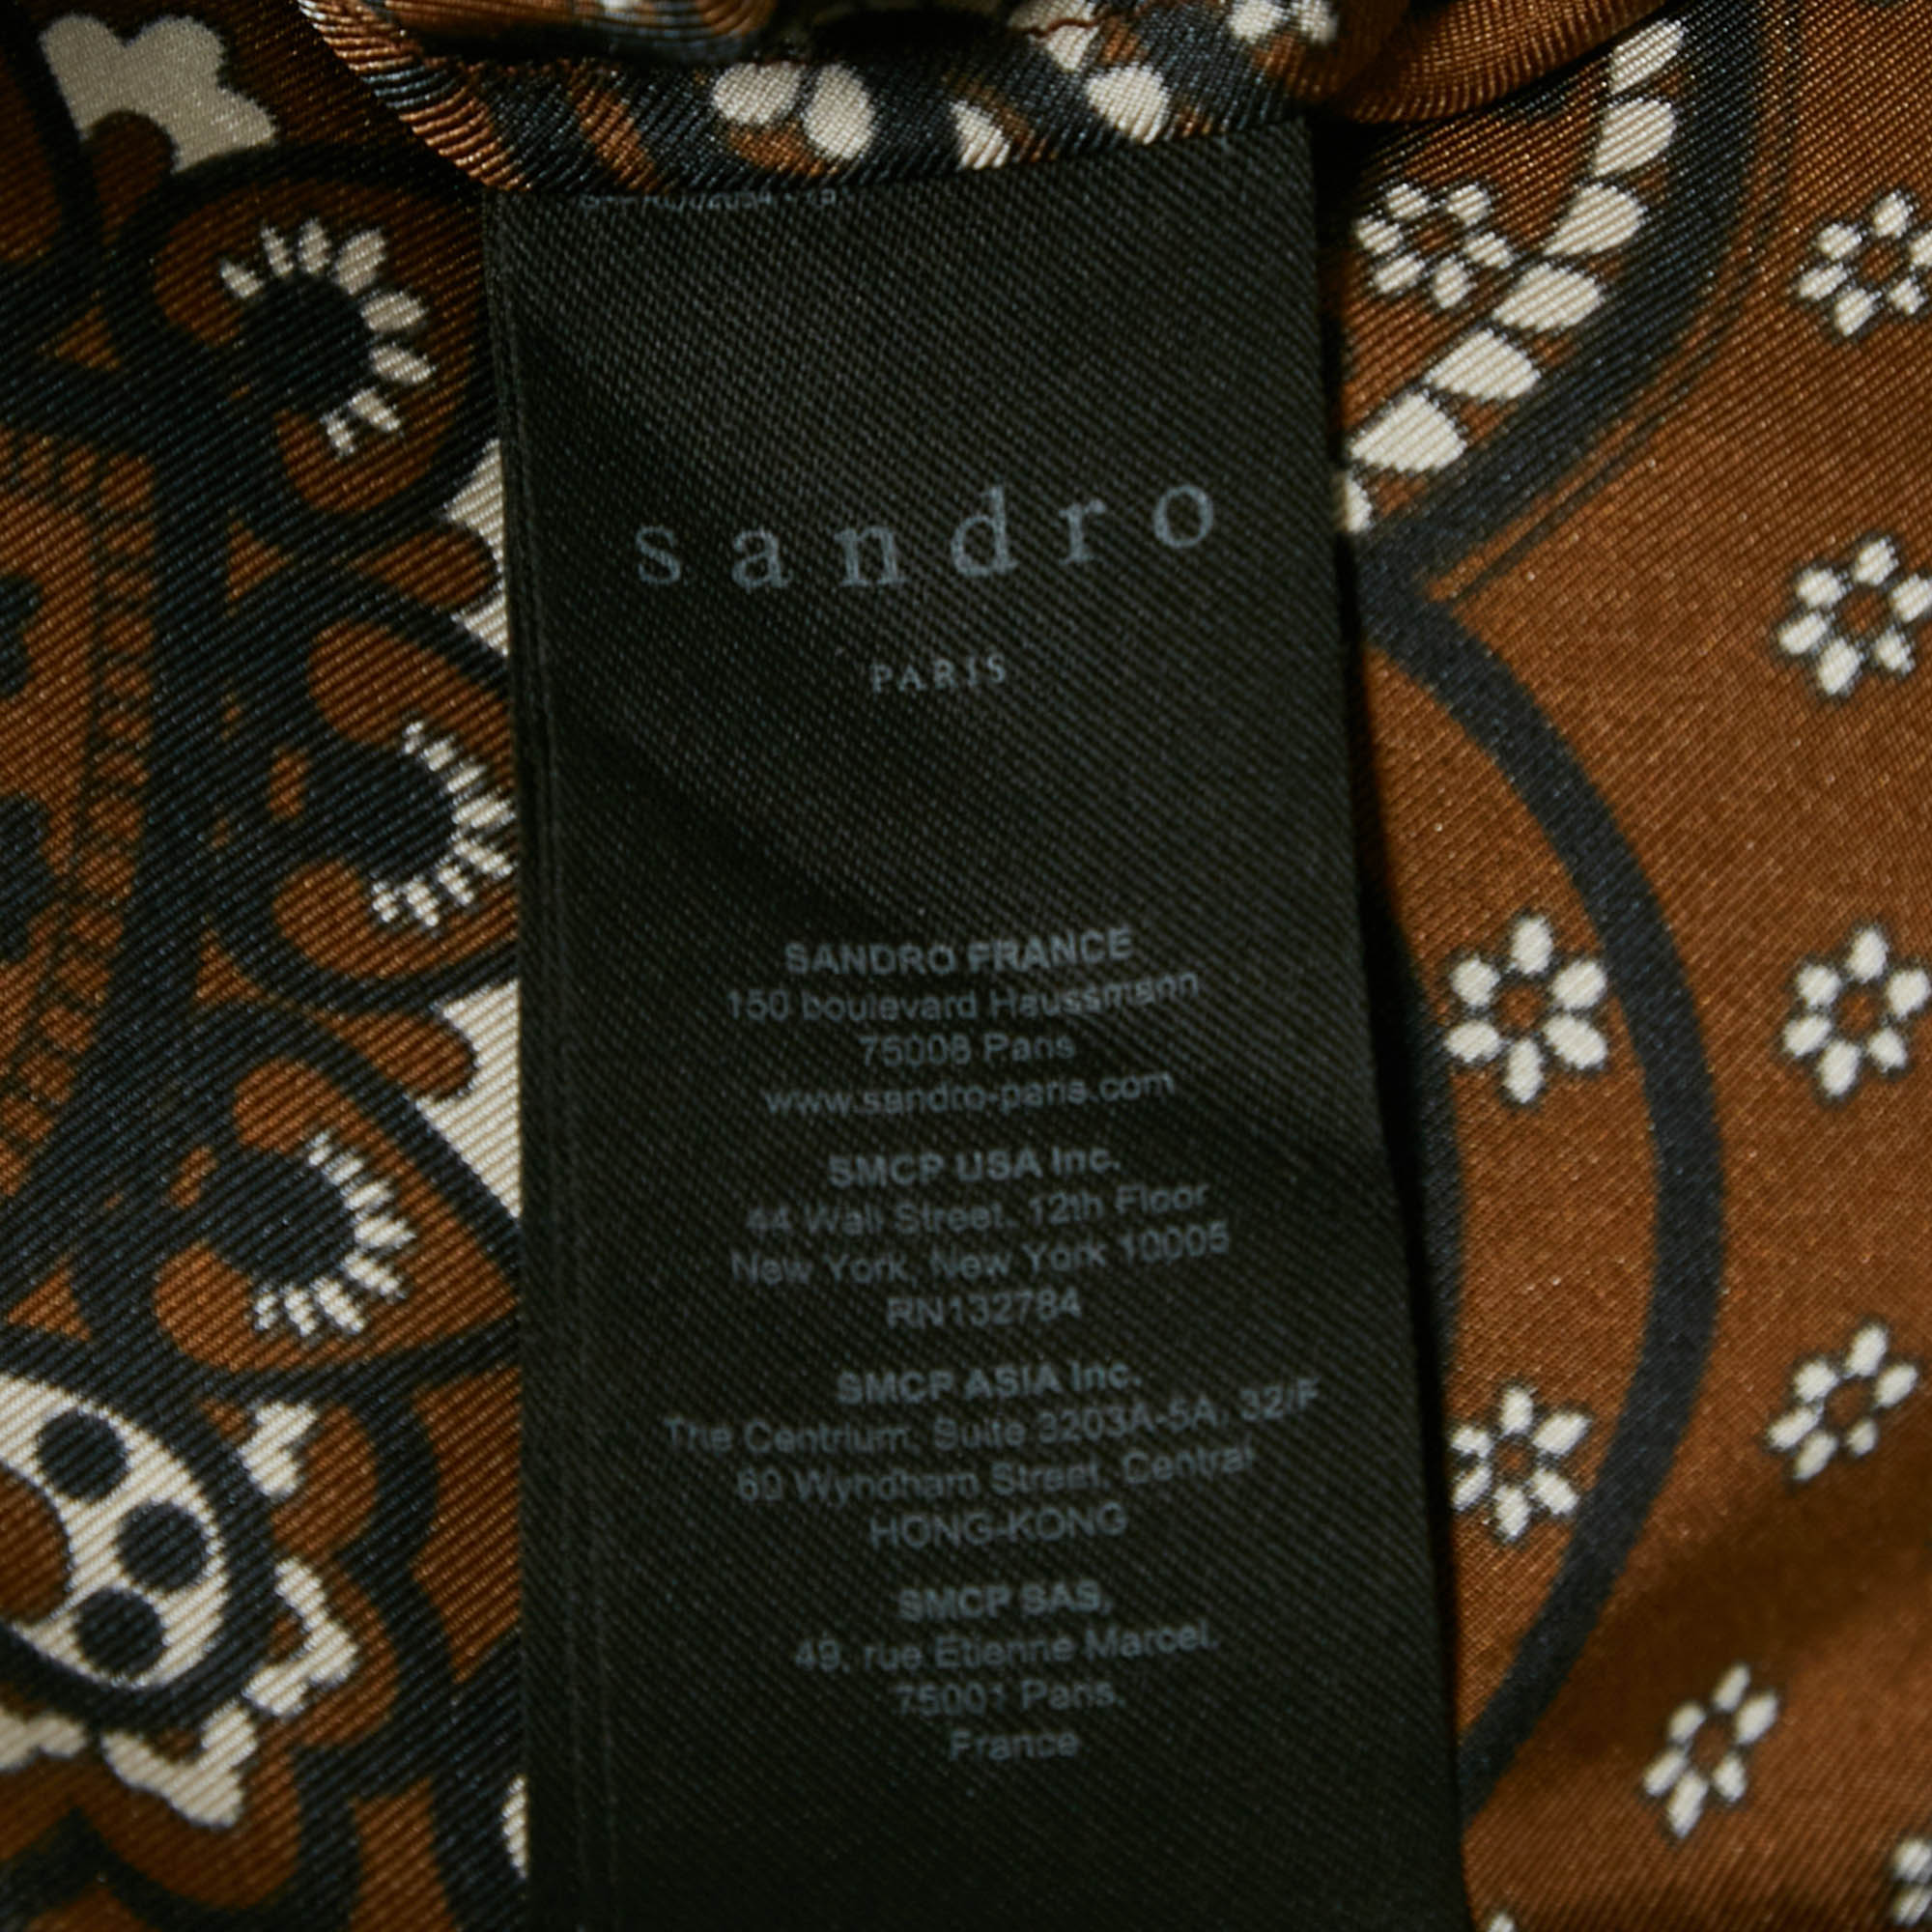 sandro
PARIS
SANDRO FRANCE
150 boulevard Haussmann
75008 Paris
www.sandro-paris.com
SMCP USA Inc.
44 Wall Street, 12th Floor
New York, New York 10005
RN132784
SMCP ASIA Inc.
The Centrium, Suite 3203A-5A, 32/F
60 Wyndham Street, Central
HONG-KONG
SMCP SAS.
49, rue Etienne Marcel.
75001 Paris.
France